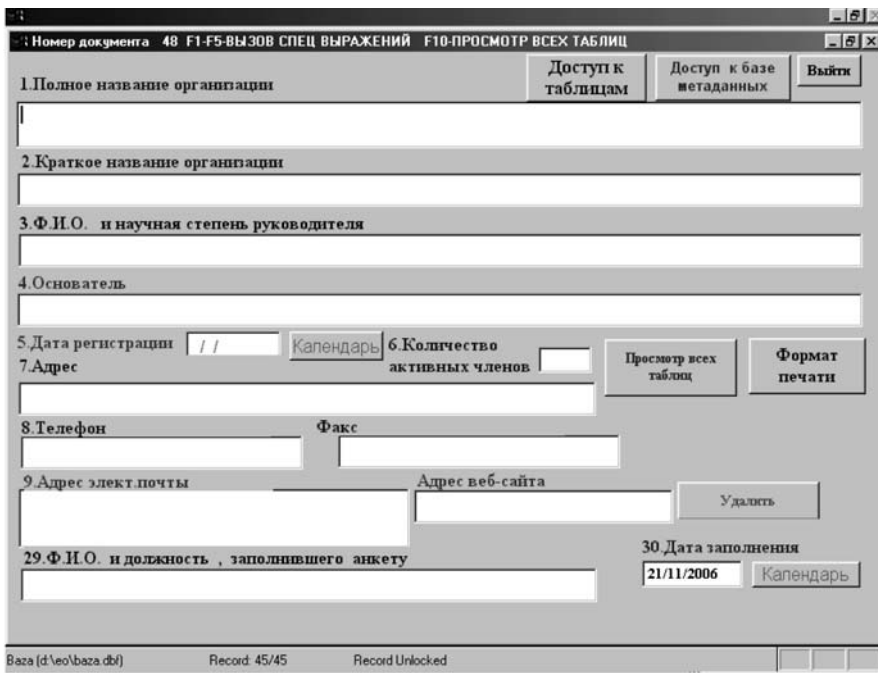 Номер документа 48 F1-F5-ВЫЗОВ СПЕЦ ВЫРАЖЕНИЙ F10-ПРОСМОТР ВСЕХ ТАБЛИЦ
Доступ к таблицам
Доступ к базе метаданных
Выйти
1.Полное название организации
2.Краткое название организации
3.Ф.И.О. и научная степень руководителя
4.Основатель
5.Дата регистрации / / Календарь
6.Количество активных членов
Просмотр всех таблиц
Формат печати
7.Адрес
8.Телефон Факс
9.Адрес элект.почты Адрес веб-сайта
Удалить
29.Ф.И.О. и должность , заполнившего анкету
30.Дата заполнения
21/11/2006 Календарь
Baza (d:\eo\baza.dbf) Record: 45/45 Record Unlocked